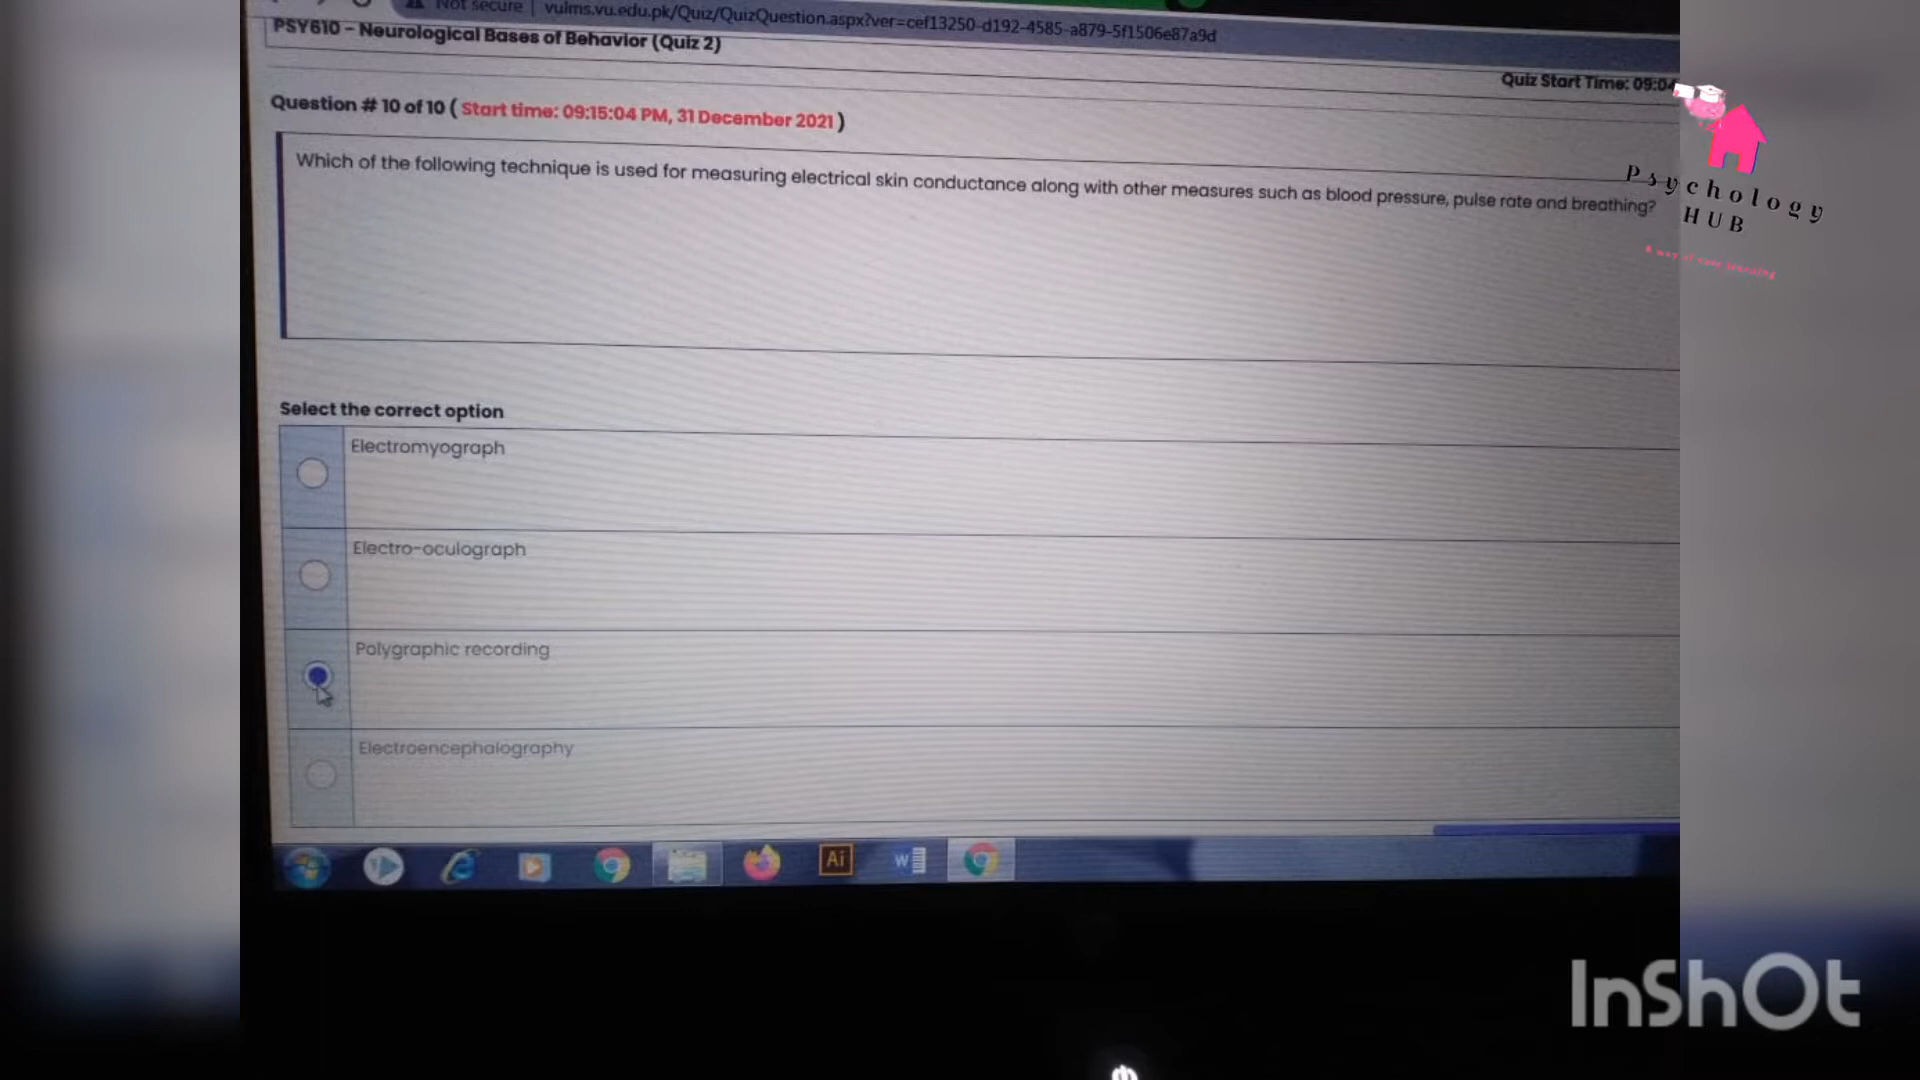 Not secure | vulms.vu.edu.pk/Quiz/QuizQuestion.aspx?ver=cef13250-d192-4585-a879-5f1506e87a9d
PSY610 - Neurological Bases of Behavior (Quiz 2)
Quiz Start Time: 09:04
Question # 10 of 10 ( Start time: 09:15:04 PM, 31 December 2021 )
Which of the following technique is used for measuring electrical skin conductance along with other measures such as blood pressure, pulse rate and breathing?
Psychology
HUB
Select the correct option
Electromyograph
Electro-oculograph
Polygraphic recording
Electroencephalography
Ai
W
InShOt